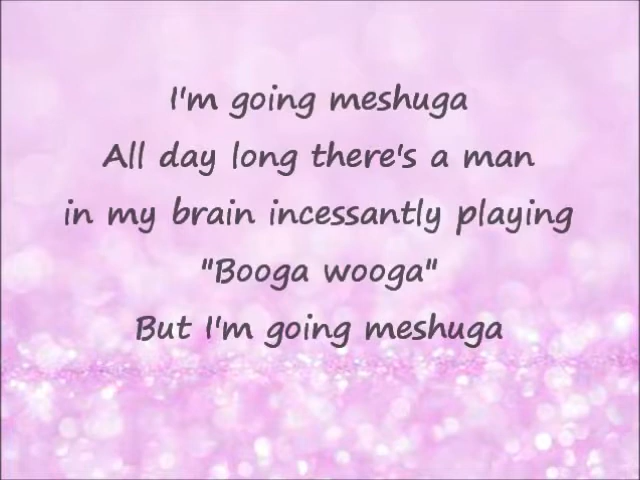 I'm going meshuga
All day long there's a man
in my brain incessantly playing
"Booga wooga"
But I'm going meshuga